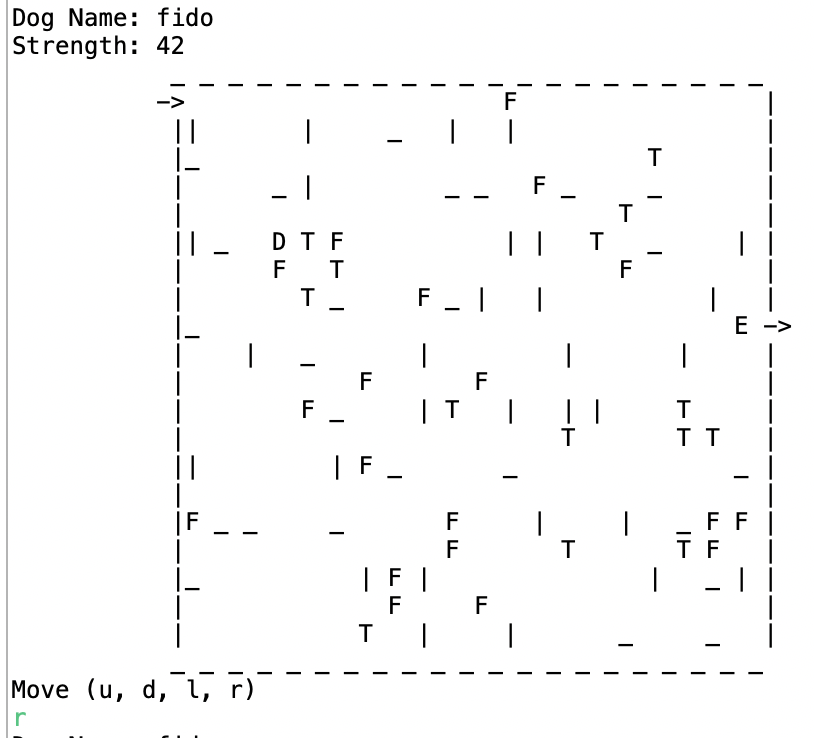 Dog Name: fido
Strength: 42
           _ _ _ _ _ _ _ _ _ _ _ _ _ _ _ _ _ _ _ _ _
          ->                      F                 |
           ||       |     _   |   |                 |
           |_                               T       |
           |      _ |         _ _   F _     _       |
           |                              T         |
           || _   D T F           | |   T   _     | |
           |      F   T                   F         |
           |        T _     F _ |   |           |   |
           |_                                     E ->
           |    |   _       |         |       |     |
           |            F       F                   |
           |        F _     | T   |   | |     T     |
           |                          T       T T   |
           ||         | F _       _               _ |
           |                                        |
           |F _ _     _       F     |     |   _ F F |
           |                  F       T       T F   |
           |_           | F |               |   _ | |
           |              F     F                   |
           |            T   |     |       _     _   |
           _ _ _ _ _ _ _ _ _ _ _ _ _ _ _ _ _ _ _ _ _
Move (u, d, l, r)
r